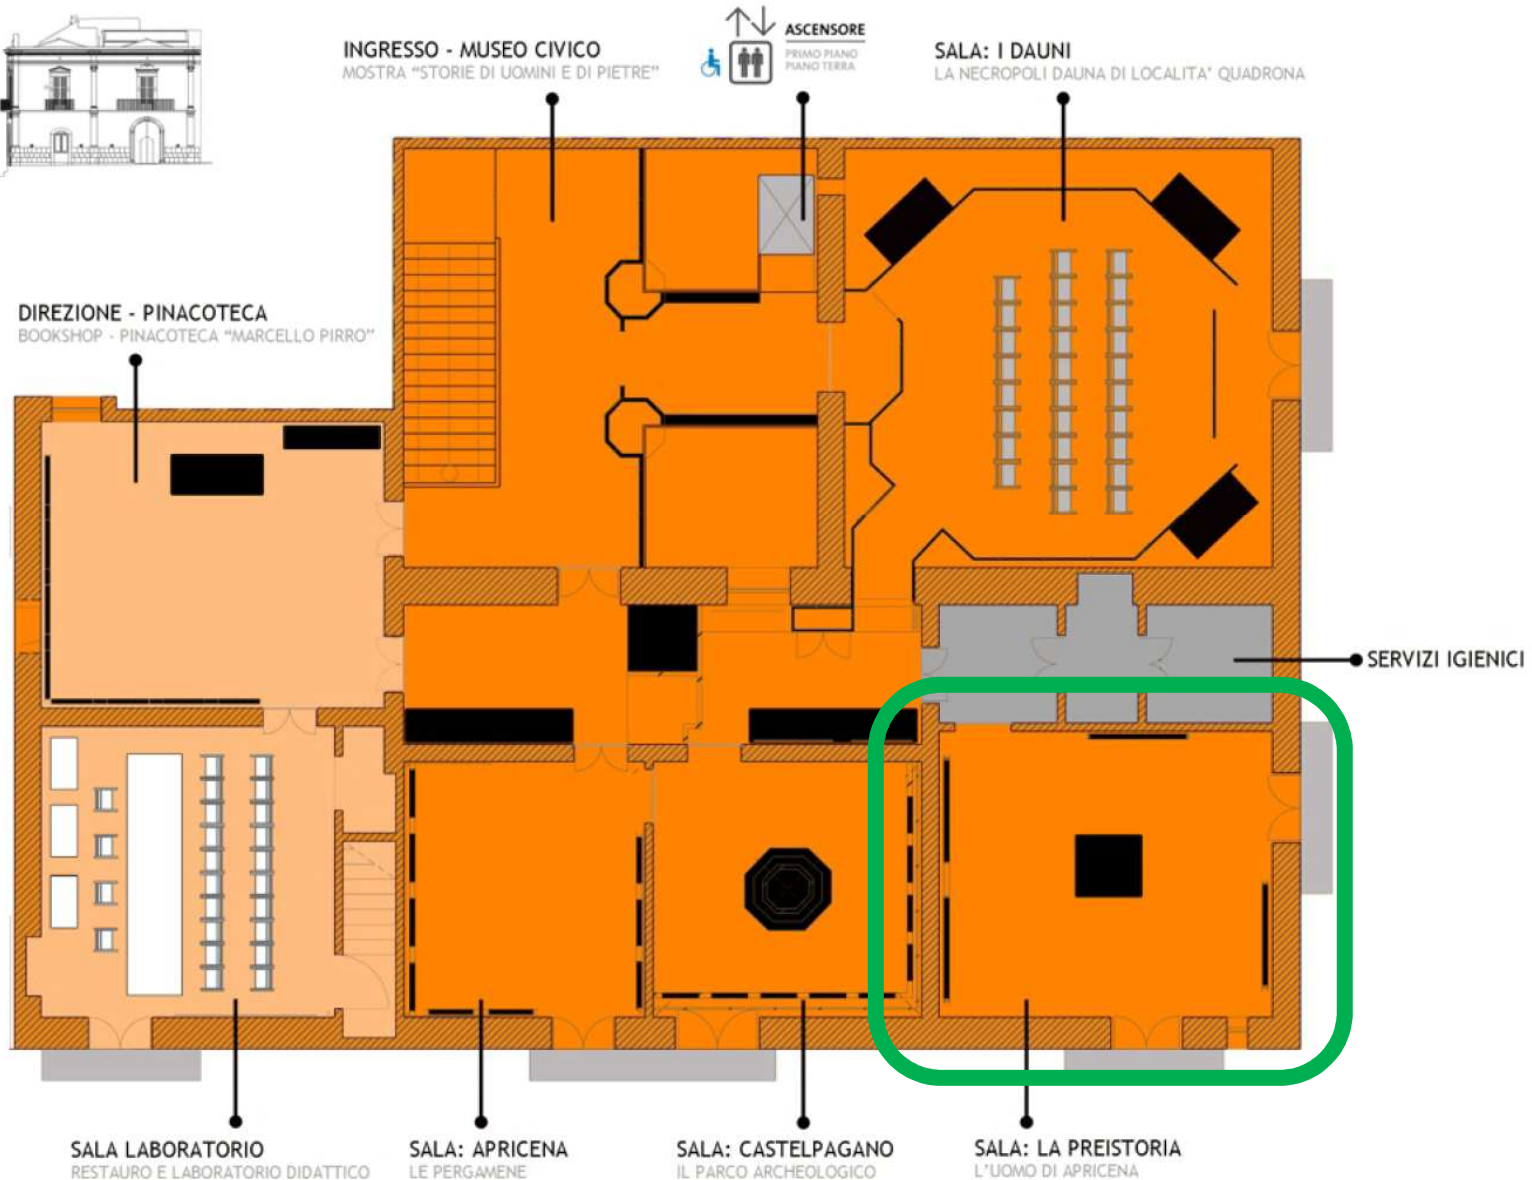 INGRESSO - MUSEO CIVICO
MOSTRA “STORIE DI UOMINI E DI PIETRE”
ASCENSORE
PRIMO PIANO
PIANO TERRA
SALA: I DAUNI
LA NECROPOLI DAUNA DI LOCALITA' QUADRONA
DIREZIONE - PINACOTECA
BOOKSHOP - PINACOTECA “MARCELLO PIRRO”
SERVIZI IGIENICI
SALA LABORATORIO
RESTAURO E LABORATORIO DIDATTICO
SALA: APRICENA
LE PERGAMENE
SALA: CASTELPAGANO
IL PARCO ARCHEOLOGICO
SALA: LA PREISTORIA
L'UOMO DI APRICENA